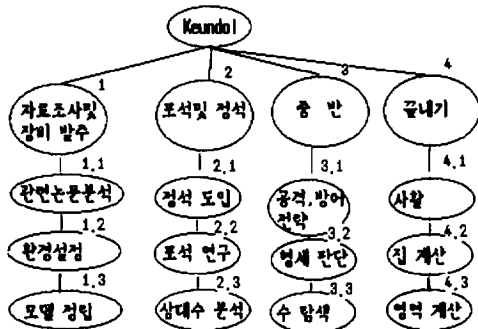 Keundol
1
2
3
4
자료조사및
장비 발주
포석및 정석
중 반
끝내기
1.1
2.1
3.1
4.1
관련논문분석
정석 도입
공격,방어
전략
사활
1.2
2.2
3.2
4.2
환경설정
포석 연구
형세 판단
집 계산
1.3
2.3
3.3
4.3
모델 정립
상대수 분석
수 탐색
영역 계산